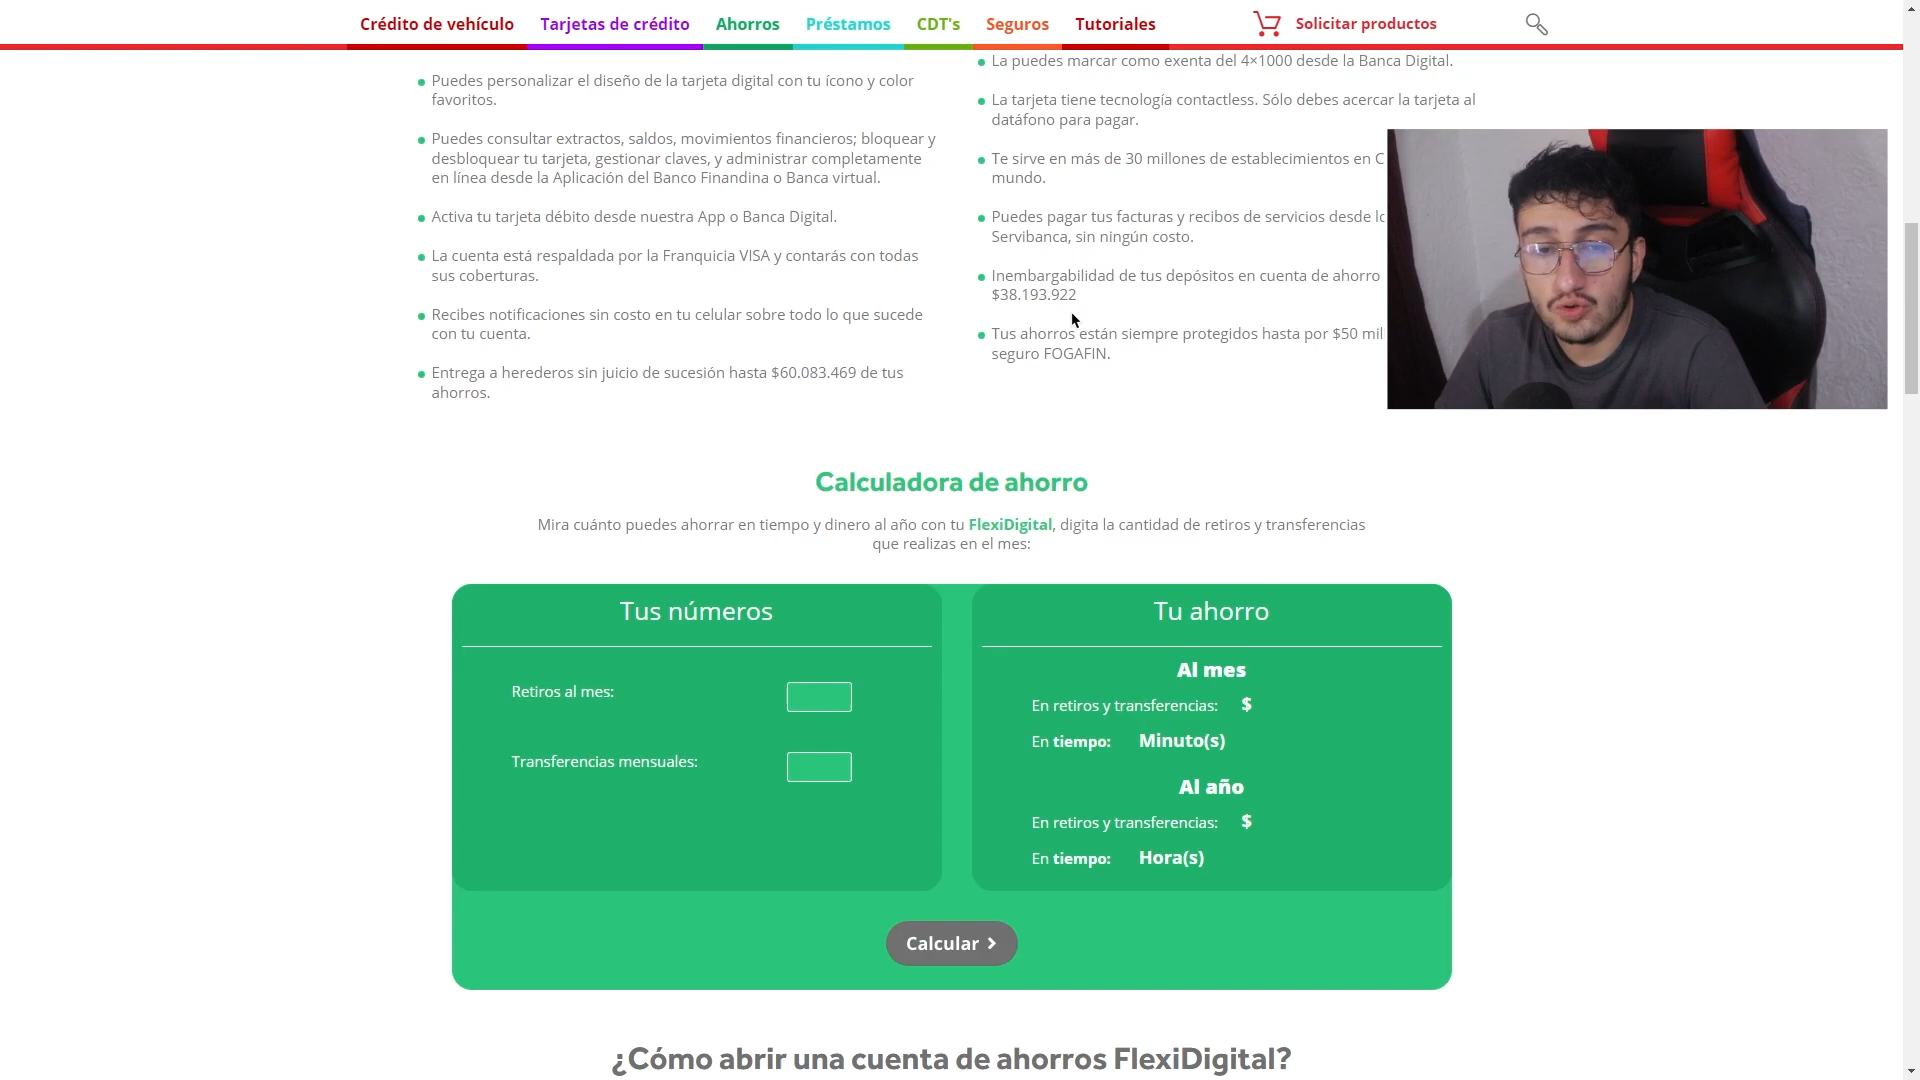 Crédito de vehículo Tarjetas de crédito Ahorros Préstamos CDT's Seguros Tutoriales Solicitar productos
Puedes personalizar el diseño de la tarjeta digital con tu ícono y color
favoritos.
Puedes consultar extractos, saldos, movimientos financieros; bloquear y
desbloquear tu tarjeta, gestionar claves, y administrar completamente
en línea desde la Aplicación del Banco Finandina o Banca virtual.
Activa tu tarjeta débito desde nuestra App o Banca Digital.
La cuenta está respaldada por la Franquicia VISA y contarás con todas
sus coberturas.
Recibes notificaciones sin costo en tu celular sobre todo lo que sucede
con tu cuenta.
Entrega a herederos sin juicio de sucesión hasta $60.083.469 de tus
ahorros.
La puedes marcar como exenta del 4×1000 desde la Banca Digital.
La tarjeta tiene tecnología contactless. Sólo debes acercar la tarjeta al
datáfono para pagar.
Te sirve en más de 30 millones de establecimientos en C
mundo.
Puedes pagar tus facturas y recibos de servicios desde
Servibanca, sin ningún costo.
Inembargabilidad de tus depósitos en cuenta de ahorro
$38.193.922
Tus ahorros están siempre protegidos hasta por $50 mil
seguro FOGAFIN.
Calculadora de ahorro
Mira cuánto puedes ahorrar en tiempo y dinero al año con tu FlexiDigital, digita la cantidad de retiros y transferencias
que realizas en el mes:
Tus números
Retiros al mes:
Transferencias mensuales:
Tu ahorro
Al mes
En retiros y transferencias: $
En tiempo: Minuto(s)
Al año
En retiros y transferencias: $
En tiempo: Hora(s)
Calcular
¿Cómo abrir una cuenta de ahorros FlexiDigital?